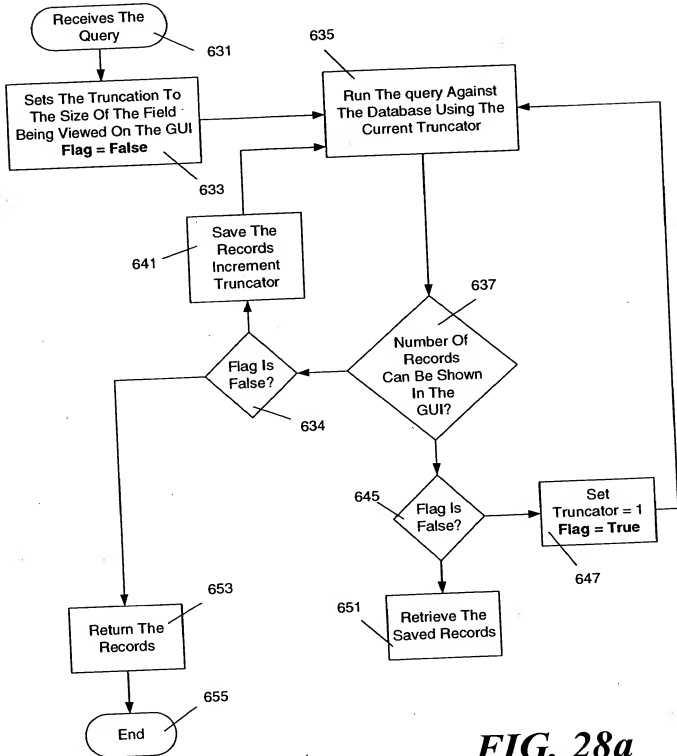 Receives The
Query
631
Sets The Truncation To
The Size Of The Field
Being Viewed On The GUI
Flag = False
633
635
Run The query Against
The Database Using The
Current Truncator
641
Save The
Records
Increment
Truncator
637
Number Of
Records
Can Be Shown
In The
GUI?
Flag Is
False?
634
645
Flag Is
False?
Set
Truncator = 1
Flag = True
647
653
Return The
Records
651
Retrieve The
Saved Records
655
End
FIG. 28a